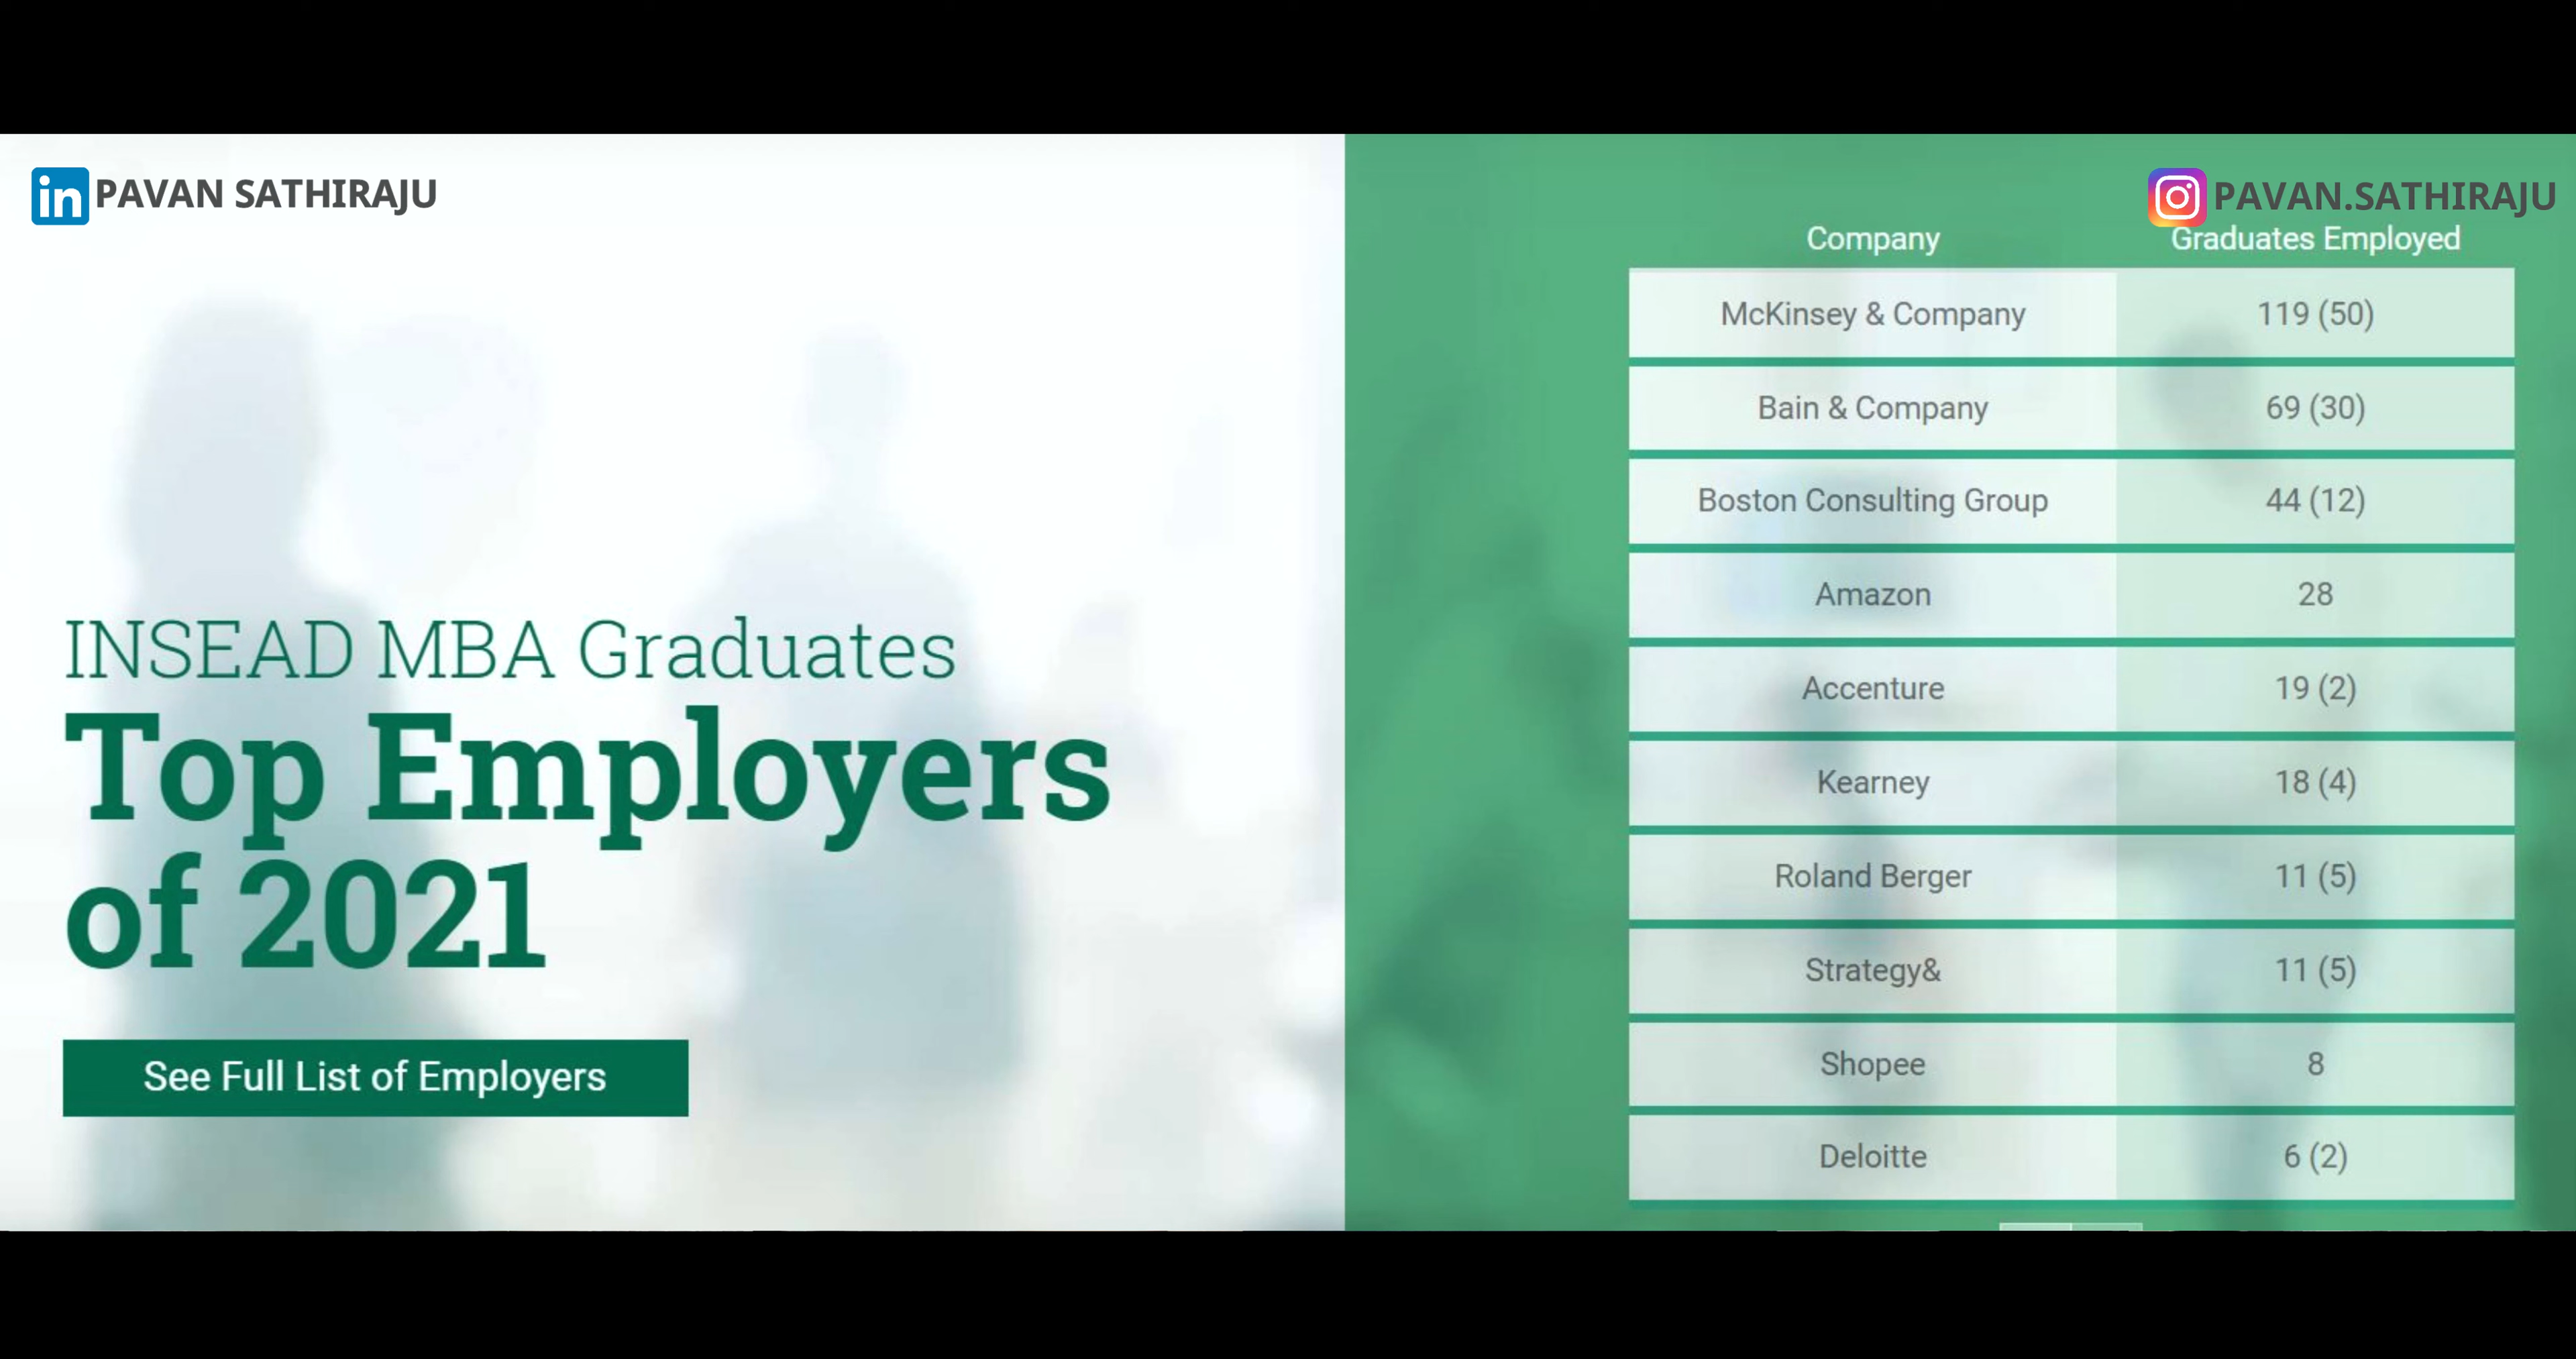 in PAVAN SATHIRAJU
PAVAN.SATHIRAJU
INSEAD MBA Graduates
Top Employers
of 2021
See Full List of Employers
Company Graduates Employed
McKinsey & Company 119 (50)
Bain & Company 69 (30)
Boston Consulting Group 44 (12)
Amazon 28
Accenture 19 (2)
Kearney 18 (4)
Roland Berger 11 (5)
Strategy& 11 (5)
Shopee 8
Deloitte 6 (2)